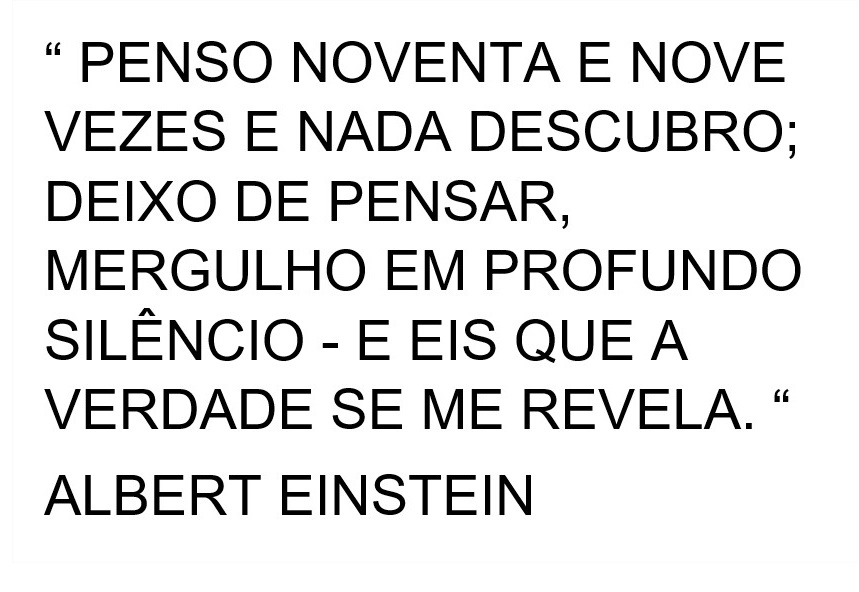 “ PENSO NOVENTA E NOVE
VEZES E NADA DESCUBRO;
DEIXO DE PENSAR,
MERGULHO EM PROFUNDO
SILÊNCIO - E EIS QUE A
VERDADE SE ME REVELA. “
ALBERT EINSTEIN